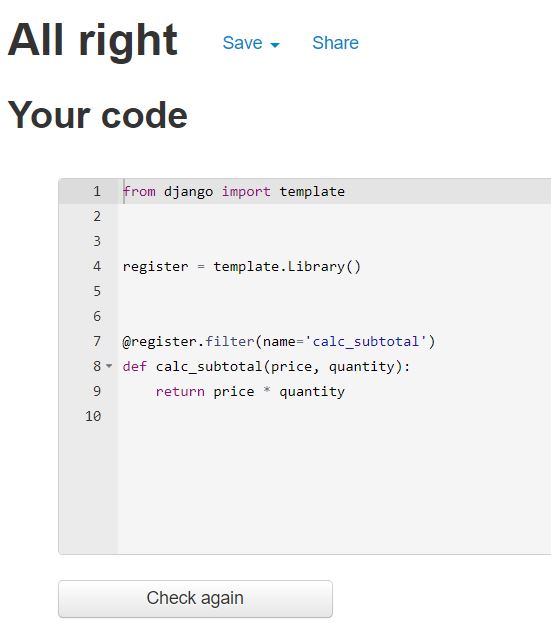 All right Save Share
Your code
1 from django import template
2
3
4 register = template.Library()
5
6
7 @register.filter(name='calc_subtotal')
8 def calc_subtotal(price, quantity):
9     return price * quantity
10
Check again